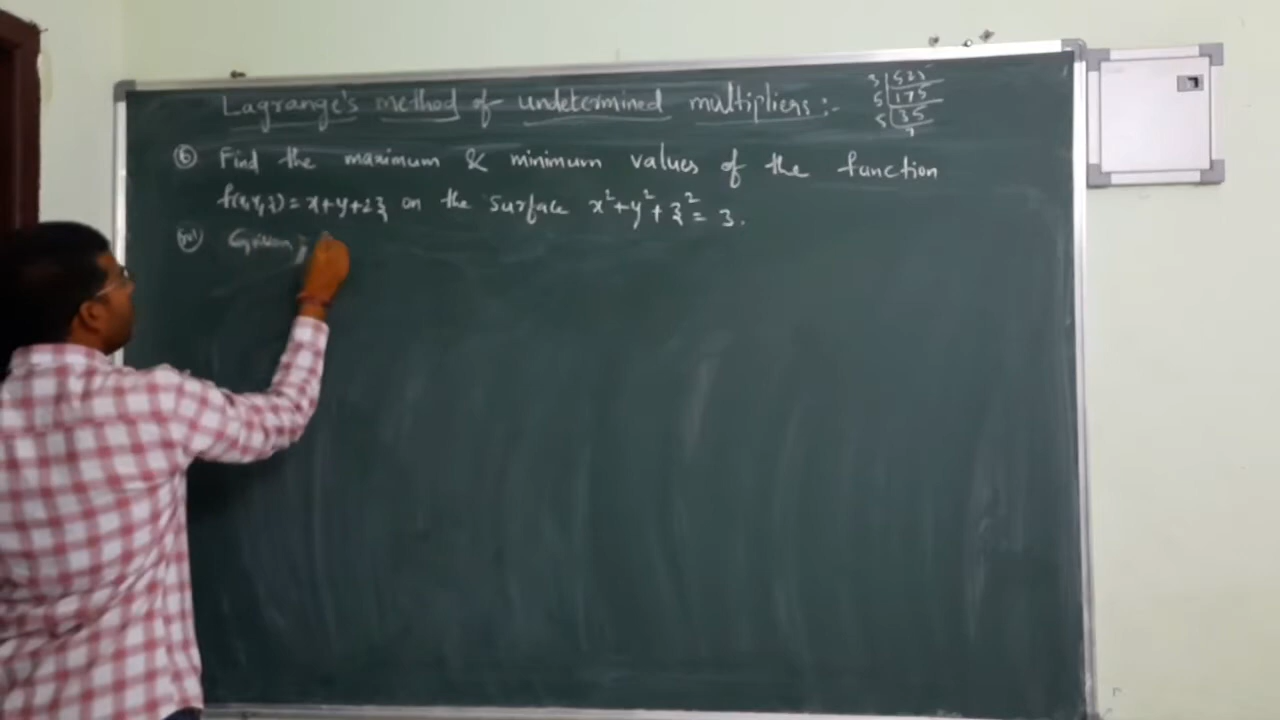 Lagrange's method of undetermined multipliers:-
3 | 525
5 | 175
5 | 35
7
⑥ Find the maximum & minimum values of the function
f(x,y,z) = x+y+2z on the surface x²+y²+z² = 3.
Sol Given